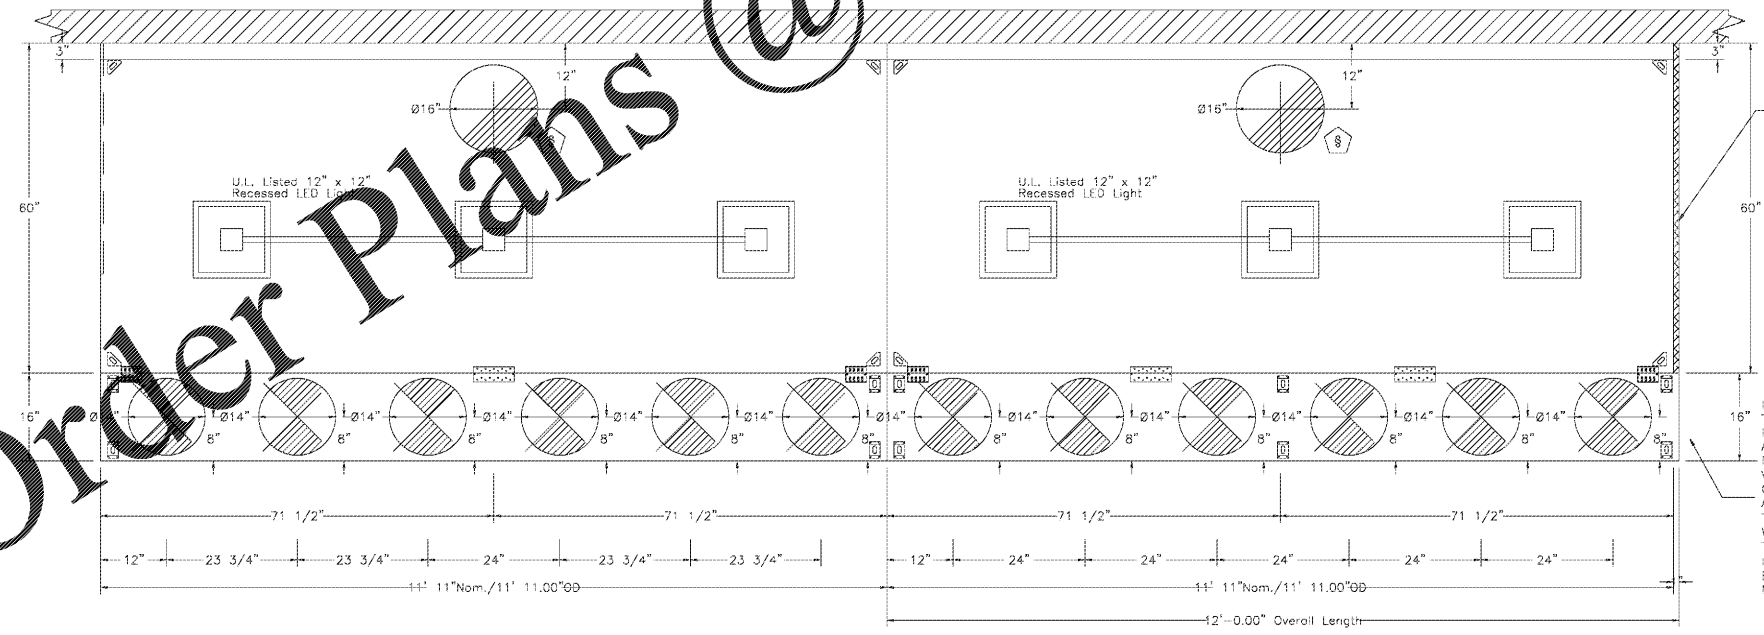 Order Plans @
3" 3"
12" 12"
Ø16" Ø16"
8 8
U.L. Listed 12" x 12" U.L. Listed 12" x 12"
Recessed LED Light Recessed LED Light
60" 60"
16" Ø14" Ø14" Ø14" Ø14" Ø14" Ø14" Ø14" Ø14" Ø14" Ø14" Ø14" 16"
8" 8" 8" 8" 8" 8" 8" 8" 8" 8" 8"
71 1/2" 71 1/2" 71 1/2" 71 1/2"
12" 23 3/4" 23 3/4" 24" 23 3/4" 23 3/4" 12" 24" 24" 24" 24" 24"
11' 11"Nom./11' 11.00"OD 11' 11"Nom./11' 11.00"OD
12'-0.00" Overall Length